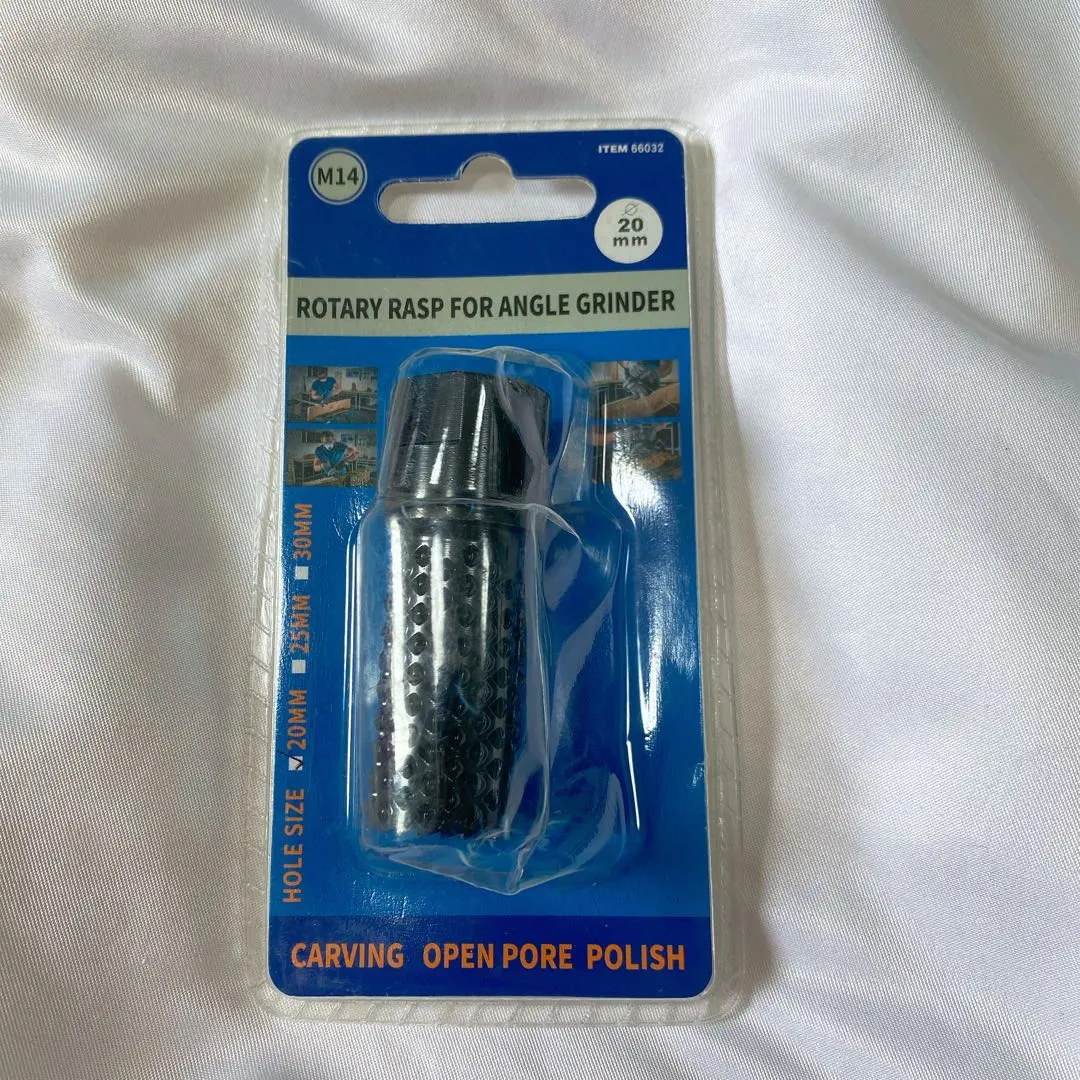 M14
ITEM 66032
Ø
20
mm
ROTARY RASP FOR ANGLE GRINDER
HOLE SIZE ☑ 20MM ☐ 25MM ☐ 30MM
CARVING OPEN PORE POLISH